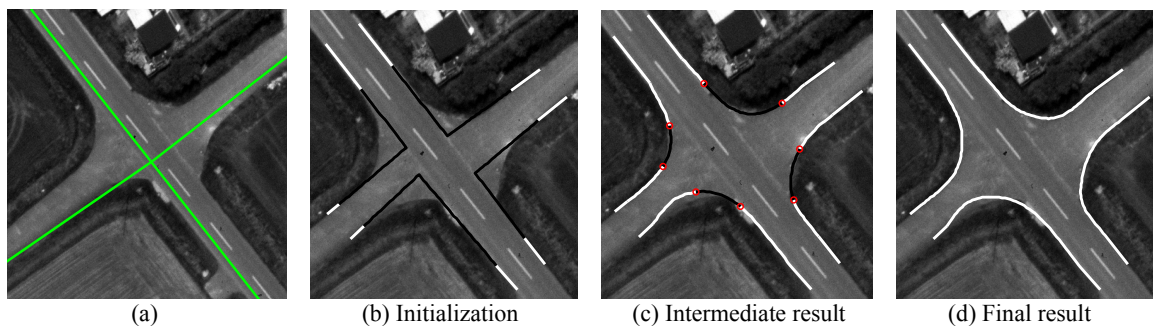 (a) (b) Initialization (c) Intermediate result (d) Final result